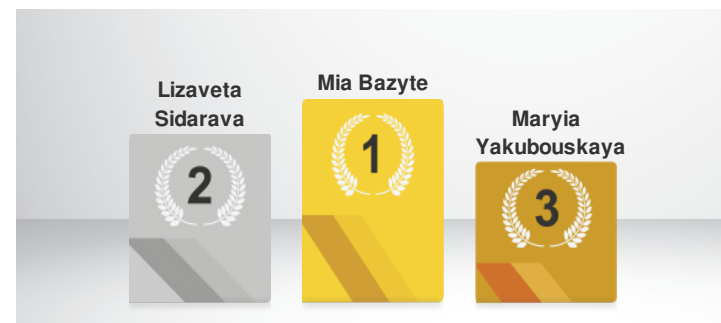 Lizaveta
Sidarava
2
Mia Bazyte
1
Maryia
Yakubouskaya
3